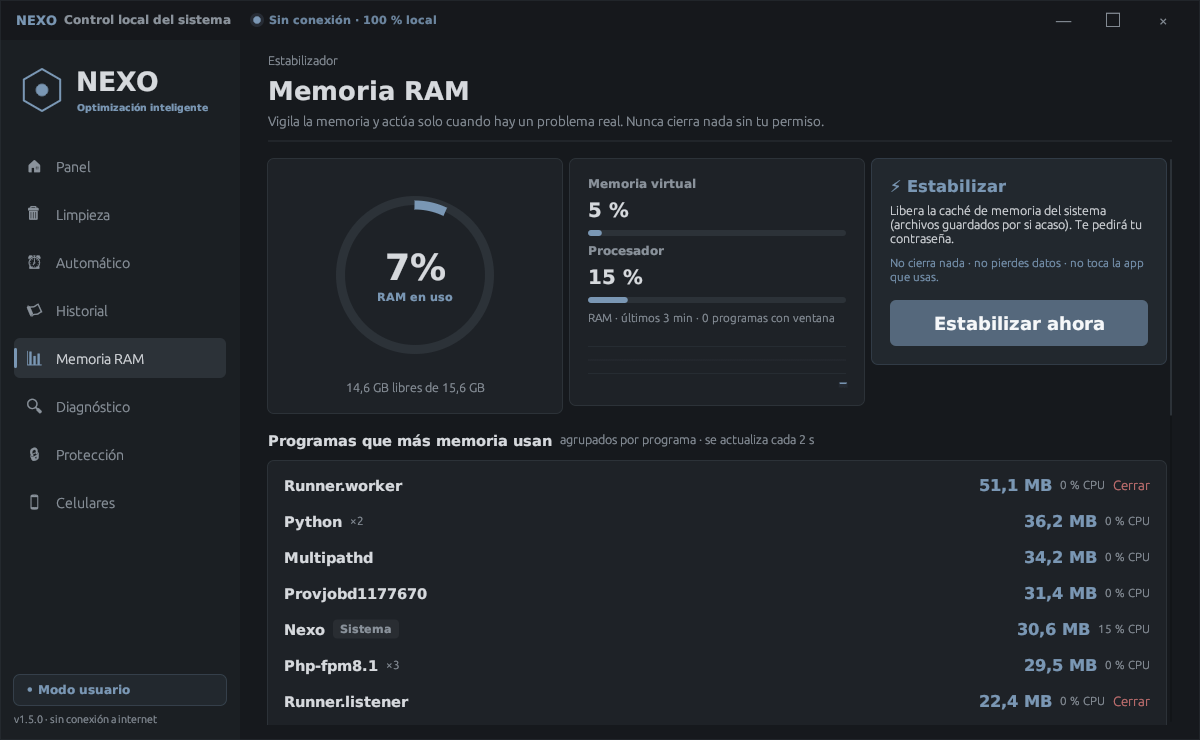 NEXO Control local del sistema Sin conexión · 100 % local
NEXO
Optimización inteligente
Panel
Limpieza
Automático
Historial
Memoria RAM
Diagnóstico
Protección
Celulares
• Modo usuario
v1.5.0 · sin conexión a internet
Estabilizador
Memoria RAM
Vigila la memoria y actúa solo cuando hay un problema real. Nunca cierra nada sin tu permiso.
7%
RAM en uso
14,6 GB libres de 15,6 GB
Memoria virtual
5 %
Procesador
15 %
RAM · últimos 3 min · 0 programas con ventana
⚡ Estabilizar
Libera la caché de memoria del sistema
(archivos guardados por si acaso). Te pedirá tu
contraseña.
No cierra nada · no pierdes datos · no toca la app
que usas.
Estabilizar ahora
Programas que más memoria usan agrupados por programa · se actualiza cada 2 s
Runner.worker 51,1 MB 0 % CPU Cerrar
Python ×2 36,2 MB 0 % CPU
Multipathd 34,2 MB 0 % CPU
Provjobd1177670 31,4 MB 0 % CPU
Nexo Sistema 30,6 MB 15 % CPU
Php-fpm8.1 ×3 29,5 MB 0 % CPU
Runner.listener 22,4 MB 0 % CPU Cerrar